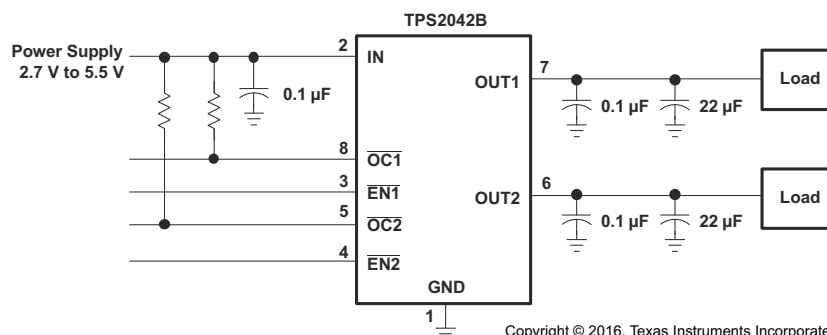 TPS2042B
Power Supply
2.7 V to 5.5 V
2
IN
0.1 µF
7
OUT1
0.1 µF
22 µF
Load
8
OC1
3
EN1
5
OC2
4
EN2
6
OUT2
0.1 µF
22 µF
Load
GND
1
Copyright © 2016, Texas Instruments Incorporate